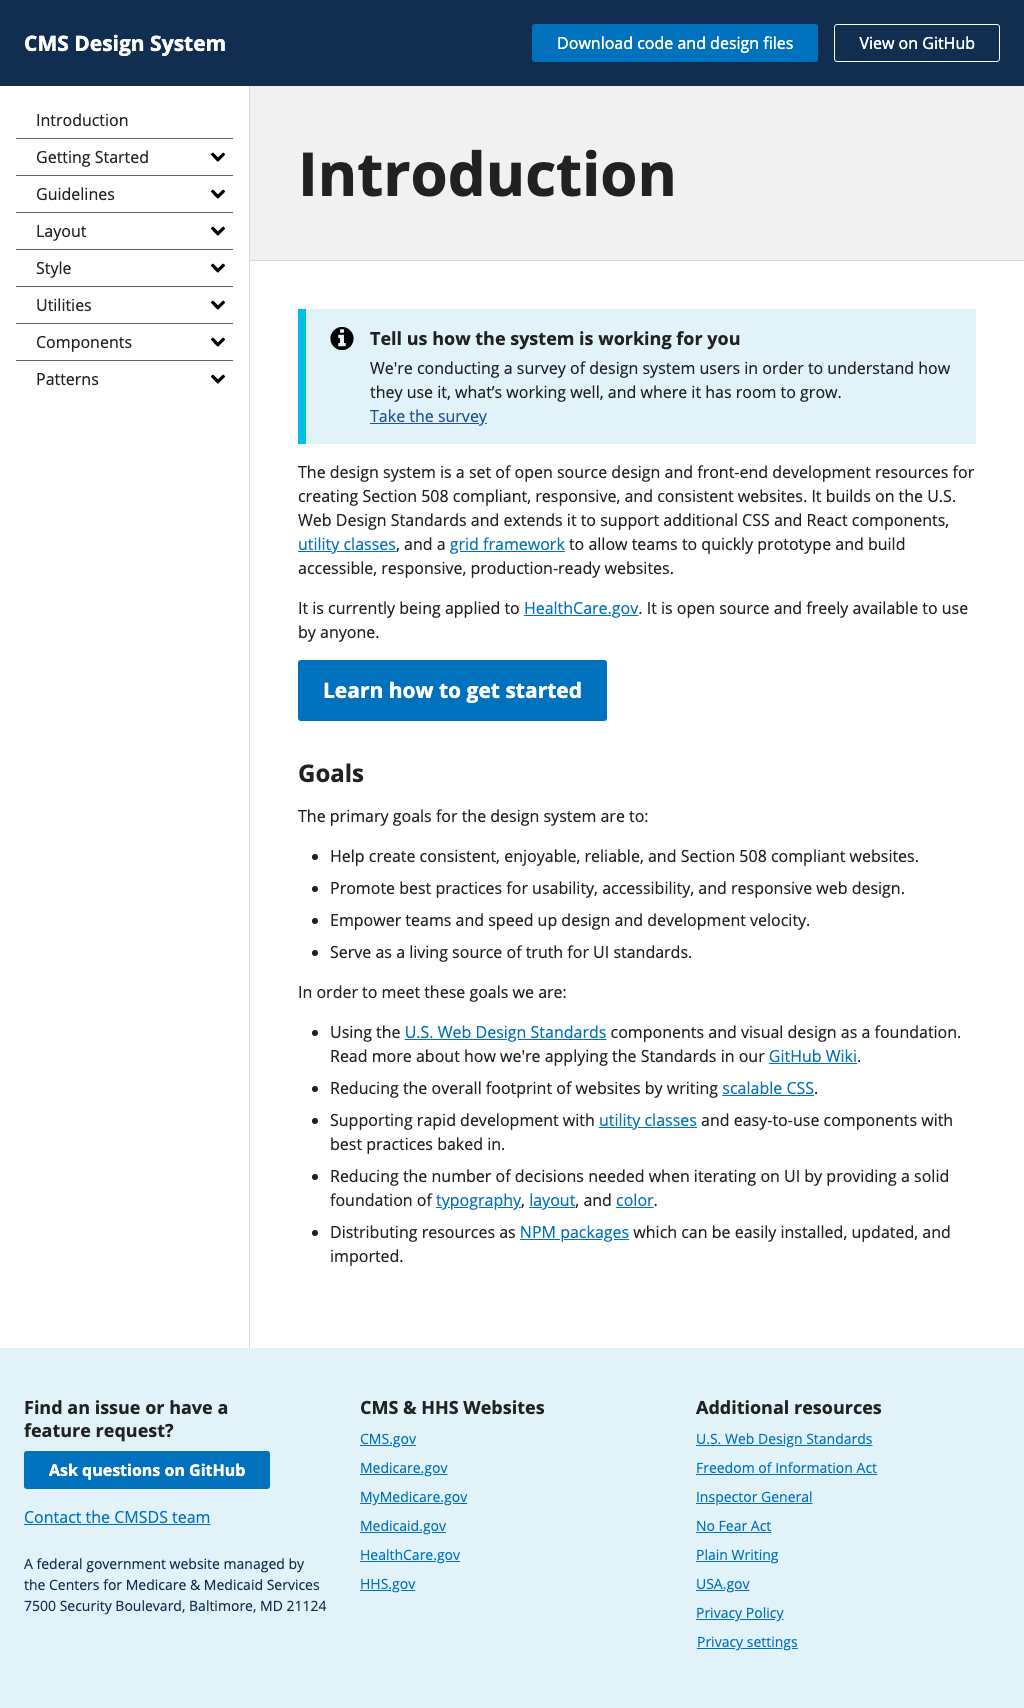 CMS Design System
Download code and design files
View on GitHub
Introduction
Getting Started
Guidelines
Layout
Style
Utilities
Components
Patterns
Introduction
Tell us how the system is working for you
We're conducting a survey of design system users in order to understand how
they use it, what’s working well, and where it has room to grow.
Take the survey
The design system is a set of open source design and front-end development resources for
creating Section 508 compliant, responsive, and consistent websites. It builds on the U.S.
Web Design Standards and extends it to support additional CSS and React components,
utility classes, and a grid framework to allow teams to quickly prototype and build
accessible, responsive, production-ready websites.
It is currently being applied to HealthCare.gov. It is open source and freely available to use
by anyone.
Learn how to get started
Goals
The primary goals for the design system are to:
Help create consistent, enjoyable, reliable, and Section 508 compliant websites.
Promote best practices for usability, accessibility, and responsive web design.
Empower teams and speed up design and development velocity.
Serve as a living source of truth for UI standards.
In order to meet these goals we are:
Using the U.S. Web Design Standards components and visual design as a foundation.
Read more about how we're applying the Standards in our GitHub Wiki.
Reducing the overall footprint of websites by writing scalable CSS.
Supporting rapid development with utility classes and easy-to-use components with
best practices baked in.
Reducing the number of decisions needed when iterating on UI by providing a solid
foundation of typography, layout, and color.
Distributing resources as NPM packages which can be easily installed, updated, and
imported.
Find an issue or have a
feature request?
Ask questions on GitHub
Contact the CMSDS team
A federal government website managed by
the Centers for Medicare & Medicaid Services
7500 Security Boulevard, Baltimore, MD 21124
CMS & HHS Websites
CMS.gov
Medicare.gov
MyMedicare.gov
Medicaid.gov
HealthCare.gov
HHS.gov
Additional resources
U.S. Web Design Standards
Freedom of Information Act
Inspector General
No Fear Act
Plain Writing
USA.gov
Privacy Policy
Privacy settings